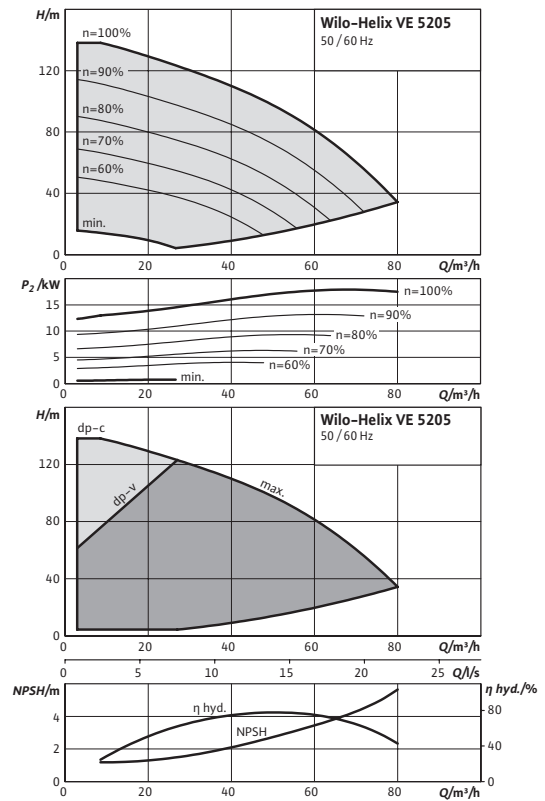 H/m
Wilo-Helix VE 5205
50 / 60 Hz
n=100%
120
n=90%
80
n=80%
n=70%
40
n=60%
min.
0
0 20 40 60 80 Q/m³/h
P₂ /kW
15
n=100%
10
n=90%
n=80%
5
n=70%
n=60%
min.
0
0 20 40 60 80 Q/m³/h
H/m
dp-c
Wilo-Helix VE 5205
50 / 60 Hz
120
dp-v
max.
80
40
0
0 20 40 60 80 Q/m³/h
0 5 10 15 20 25 Q/l/s
NPSH/m
η hyd./%
η hyd.
80
4
NPSH
2
40
0
0
0 20 40 60 80 Q/m³/h